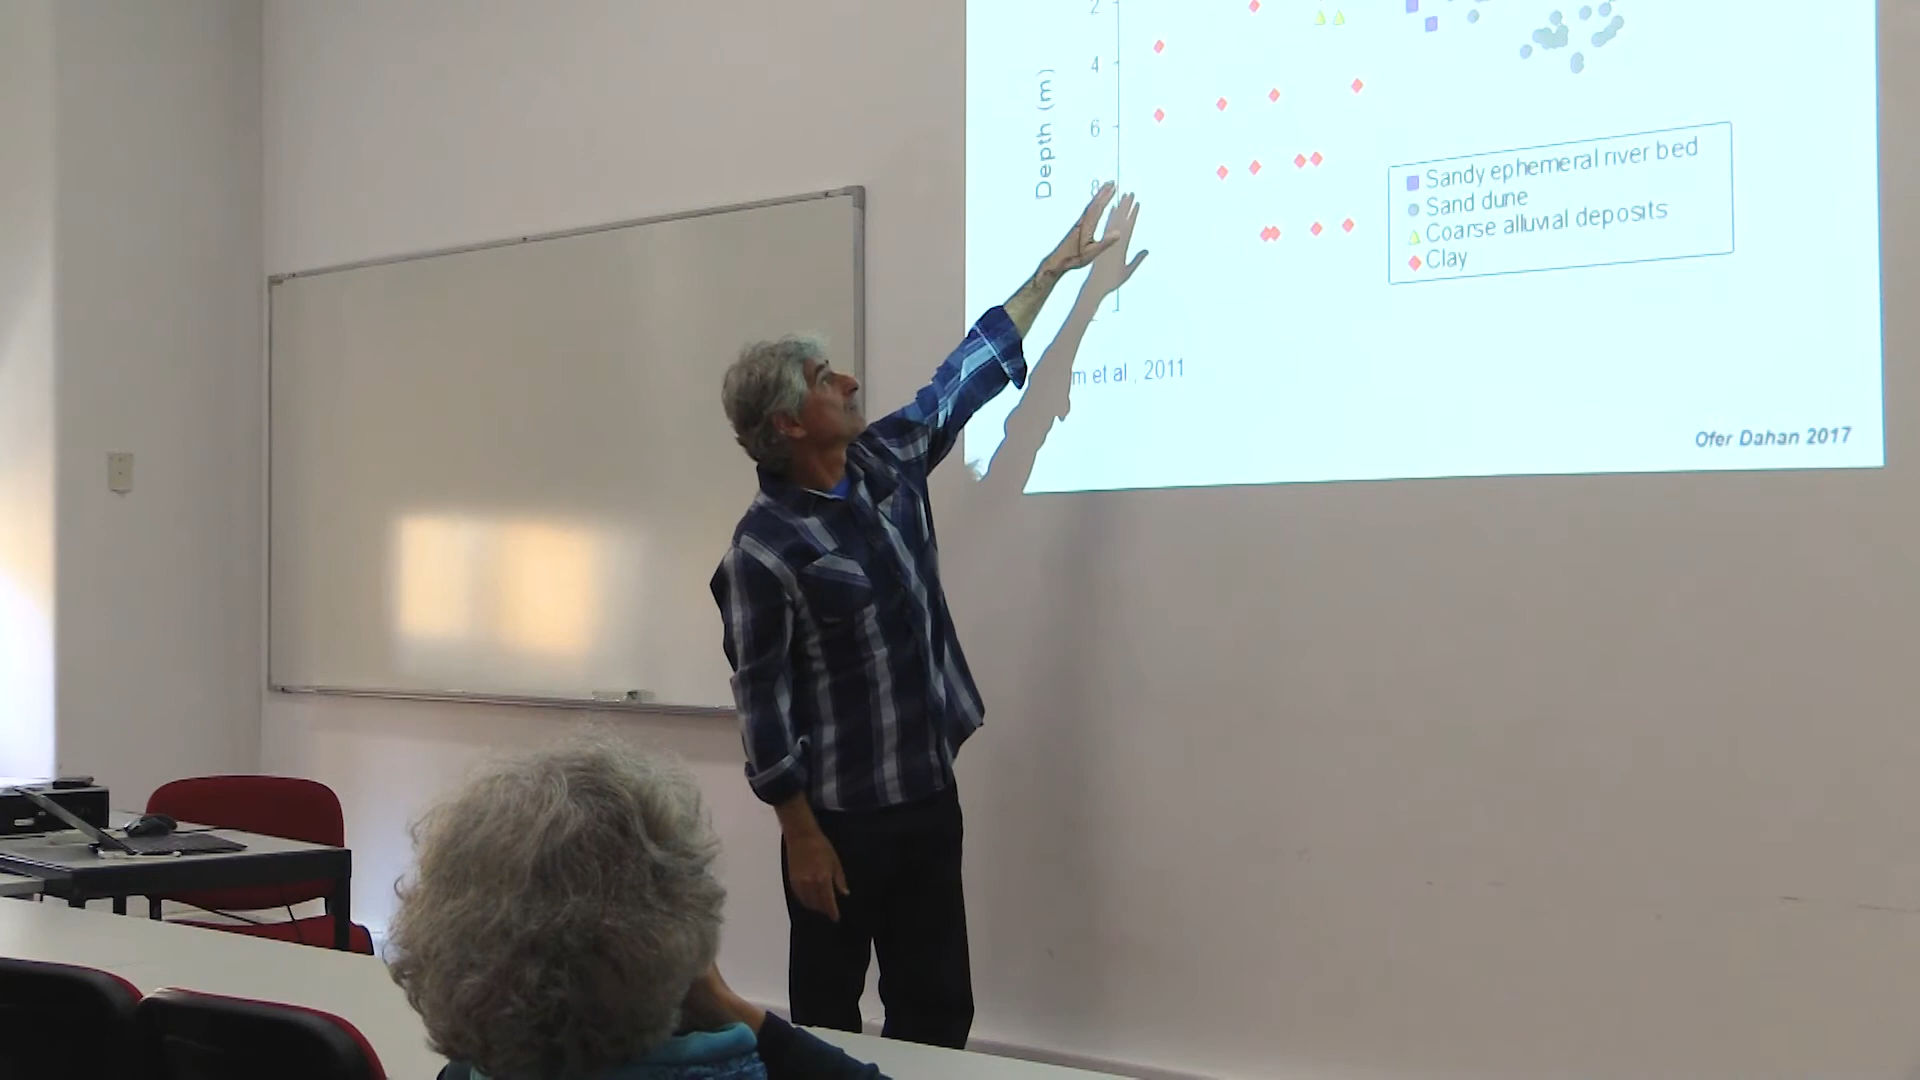 2
4
6
8
Depth (m)
Sandy ephemeral river bed
Sand dune
Coarse alluvial deposits
Clay
m et al., 2011
Ofer Dahan 2017